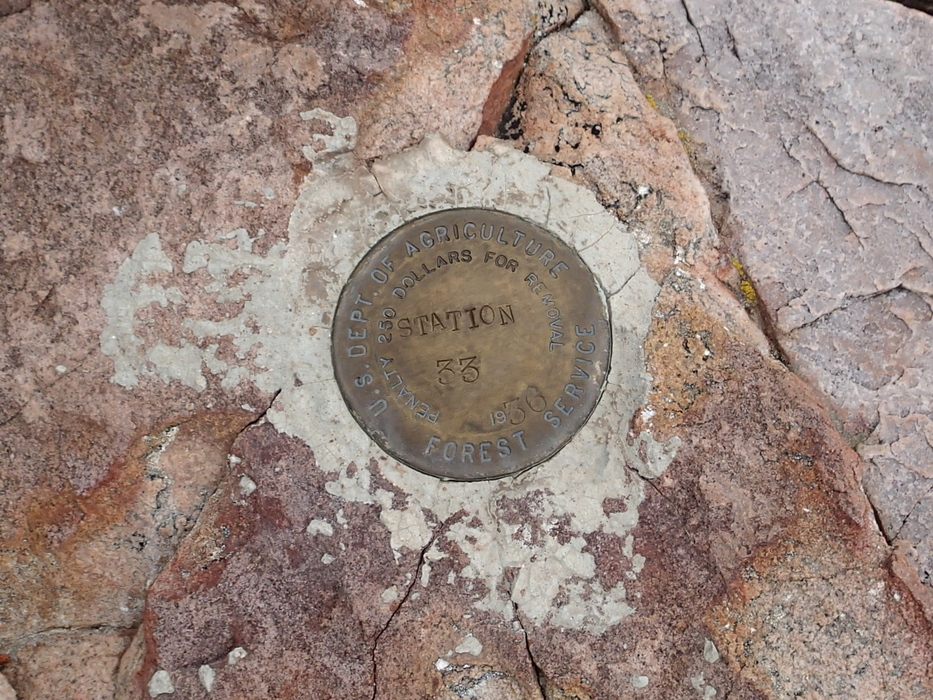 U.S. DEPT. OF AGRICULTURE
FOREST SERVICE
PENALTY 250 DOLLARS FOR REMOVAL
STATION
33
1936